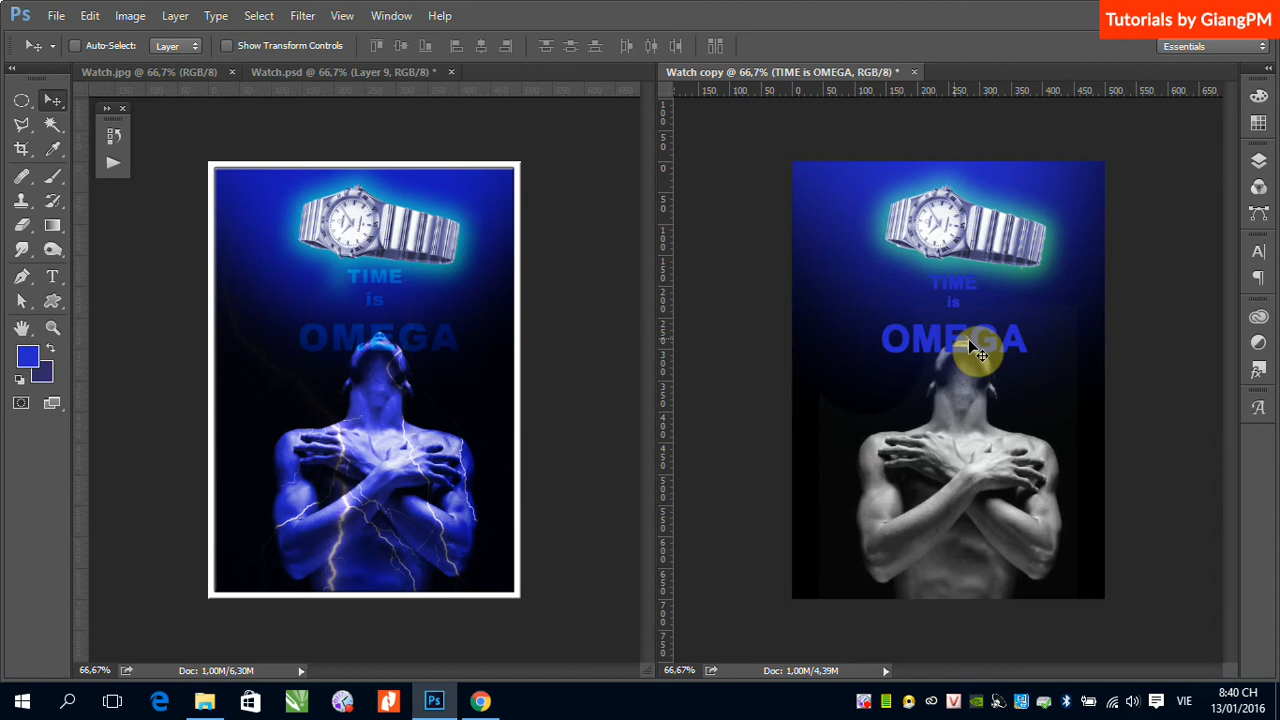 Ps File Edit Image Layer Type Select Filter View Window Help
Tutorials by GiangPM
Auto-Select: Layer Show Transform Controls
Essentials
Watch.jpg @ 66,7% (RGB/8) × Watch.psd @ 66,7% (Layer 9, RGB/8) * ×
Watch copy @ 66,7% (TIME is OMEGA, RGB/8) * ×
TIME
is
OMEGA
TIME
is
OMEGA
66,67% Doc: 1,00M/6,30M
66,67% Doc: 1,00M/4,39M
VIE
8:40 CH
13/01/2016